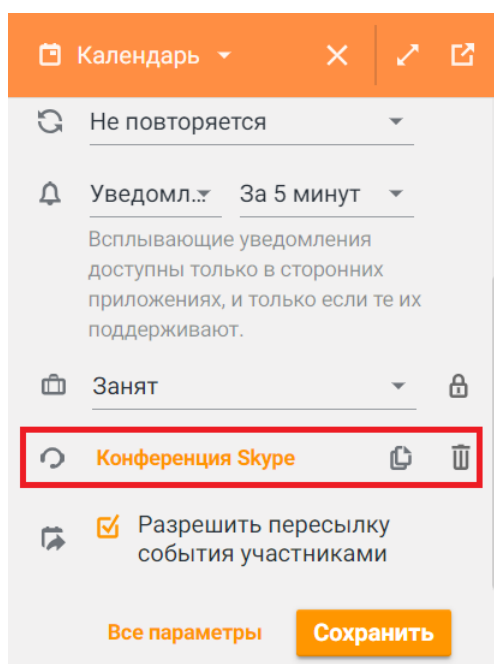 Календарь
Не повторяется
Уведомл... За 5 минут
Всплывающие уведомления
доступны только в сторонних
приложениях, и только если те их
поддерживают.
Занят
Конференция Skype
Разрешить пересылку
события участниками
Все параметры Сохранить